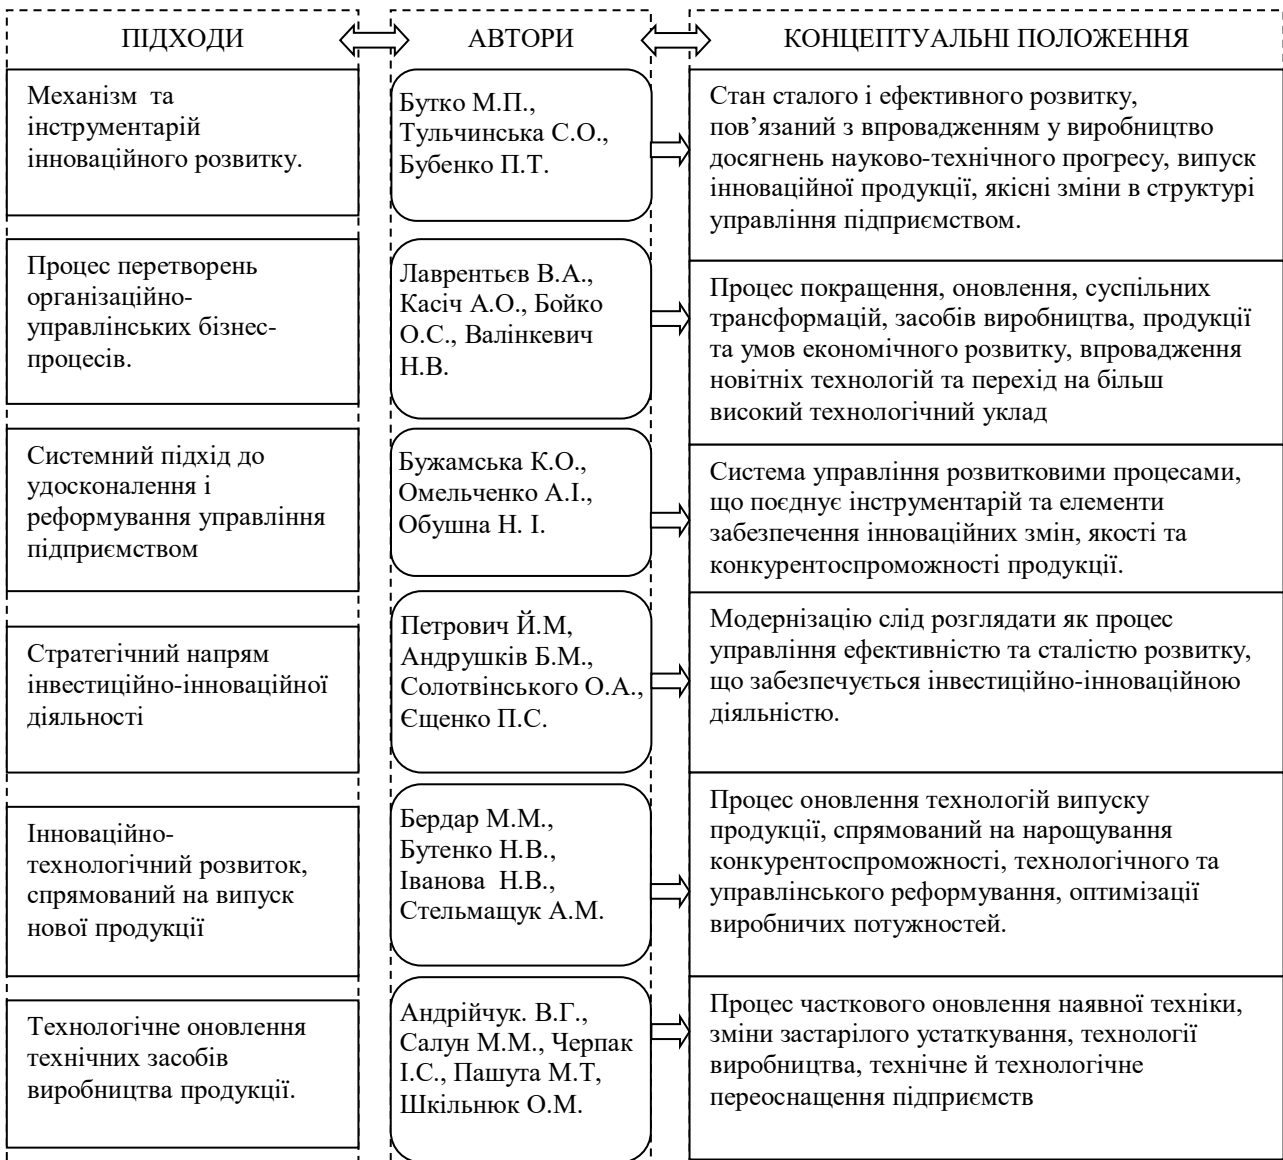 ПІДХОДИ
АВТОРИ
КОНЦЕПТУАЛЬНІ ПОЛОЖЕННЯ
Механізм та
інструментарій
інноваційного розвитку.
Бутко М.П.,
Тульчинська С.О.,
Бубенко П.Т.
Стан сталого і ефективного розвитку,
пов’язаний з впровадженням у виробництво
досягнень науково-технічного прогресу, випуск
інноваційної продукції, якісні зміни в структурі
управління підприємством.
Процес перетворень
організаційно-
управлінських бізнес-
процесів.
Лаврентьєв В.А.,
Касіч А.О., Бойко
О.С., Валінкевич
Н.В.
Процес покращення, оновлення, суспільних
трансформацій, засобів виробництва, продукції
та умов економічного розвитку, впровадження
новітніх технологій та перехід на більш
високий технологічний уклад
Системний підхід до
удосконалення і
реформування управління
підприємством
Бужамська К.О.,
Омельченко А.І.,
Обушна Н. І.
Система управління розвитковими процесами,
що поєднує інструментарій та елементи
забезпечення інноваційних змін, якості та
конкурентоспроможності продукції.
Стратегічний напрям
інвестиційно-інноваційної
діяльності
Петрович Й.М,
Андрушків Б.М.,
Солотвінського О.А.,
Єщенко П.С.
Модернізацію слід розглядати як процес
управління ефективністю та сталістю розвитку,
що забезпечується інвестиційно-інноваційною
діяльністю.
Інноваційно-
технологічний розвиток,
спрямований на випуск
нової продукції
Бердар М.М.,
Бутенко Н.В.,
Іванова Н.В.,
Стельмащук А.М.
Процес оновлення технологій випуску
продукції, спрямований на нарощування
конкурентоспроможності, технологічного та
управлінського реформування, оптимізації
виробничих потужностей.
Технологічне оновлення
технічних засобів
виробництва продукції.
Андрійчук. В.Г.,
Салун М.М., Черпак
І.С., Пашута М.Т,
Шкільнюк О.М.
Процес часткового оновлення наявної техніки,
зміни застарілого устаткування, технології
виробництва, технічне й технологічне
переоснащення підприємств